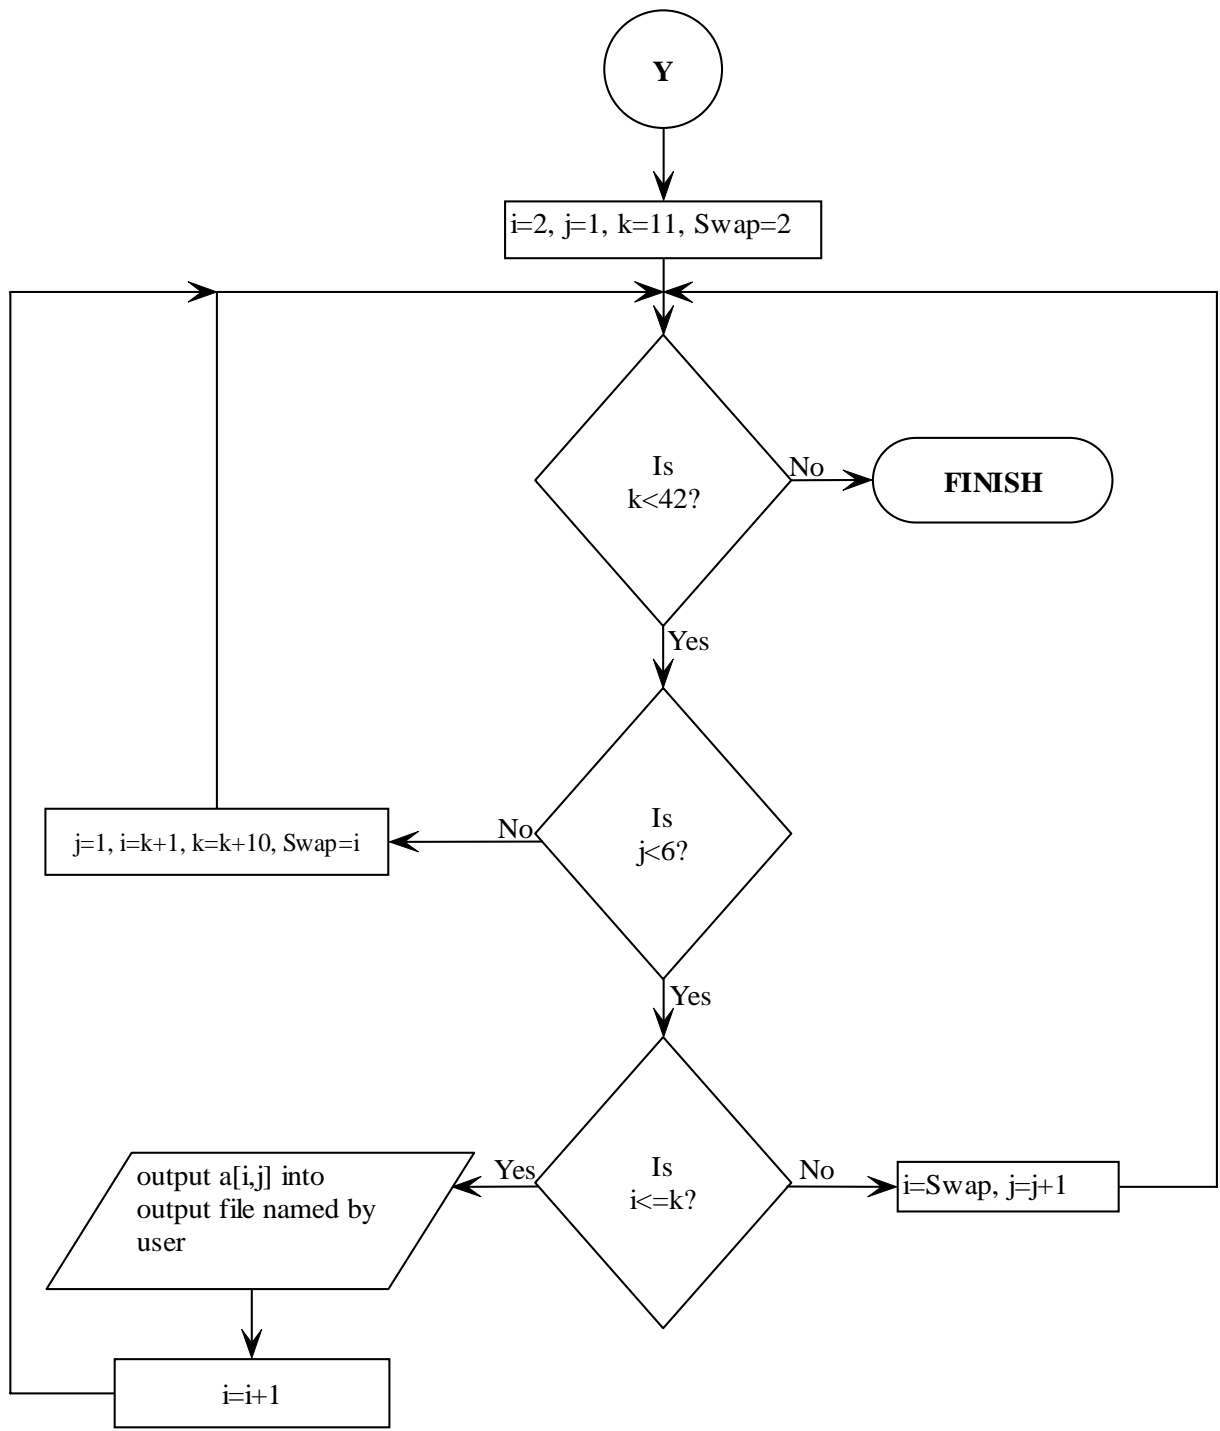 Y
i=2, j=1, k=11, Swap=2
Is
k<42?
No
FINISH
Yes
Is
j<6?
No
j=1, i=k+1, k=k+10, Swap=i
Yes
Is
i<=k?
Yes
output a[i,j] into
output file named by
user
No
i=Swap, j=j+1
i=i+1